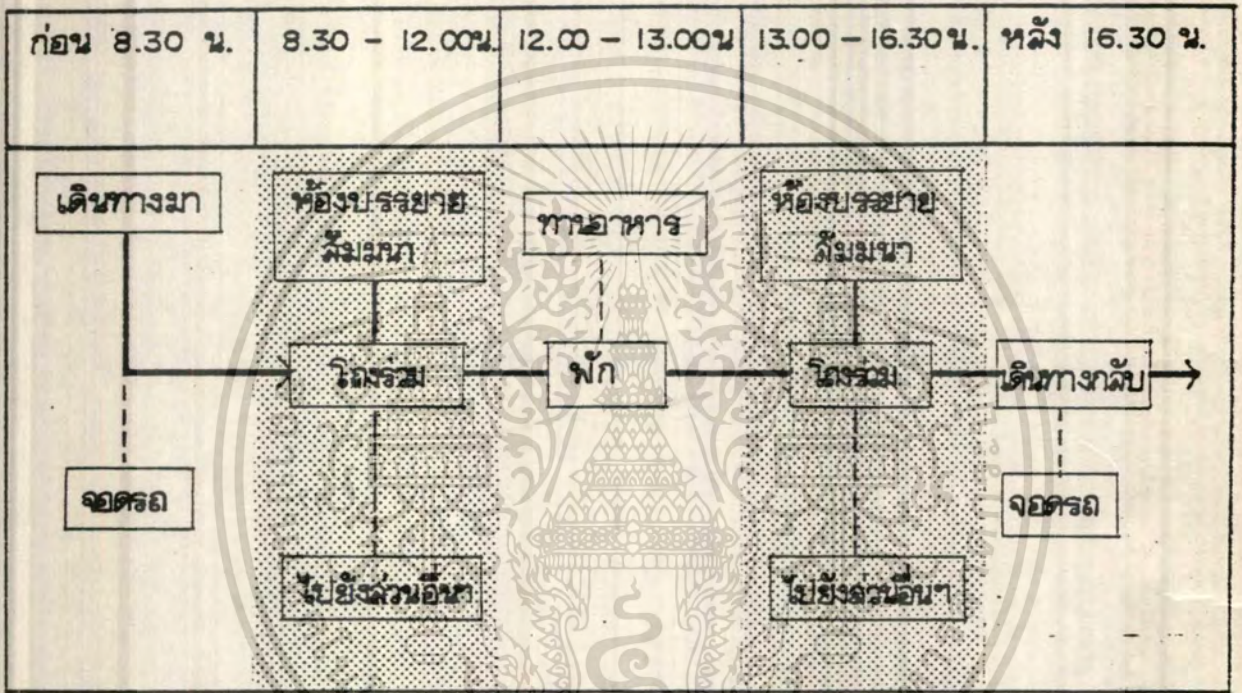 ก่อน 8.30 น.
8.30 - 12.00น.
12.00 - 13.00น
13.00 - 16.30น.
หลัง 16.30 น.
เดินทางมา
ห้องบรรยาย
สัมมนา
ทานอาหาร
ห้องบรรยาย
สัมมนา
โถงร่วม
พัก
โถงร่วม
เดินทางกลับ
จอดรถ
จอดรถ
ไปยังส่วนอื่นๆ
ไปยังส่วนอื่นๆ